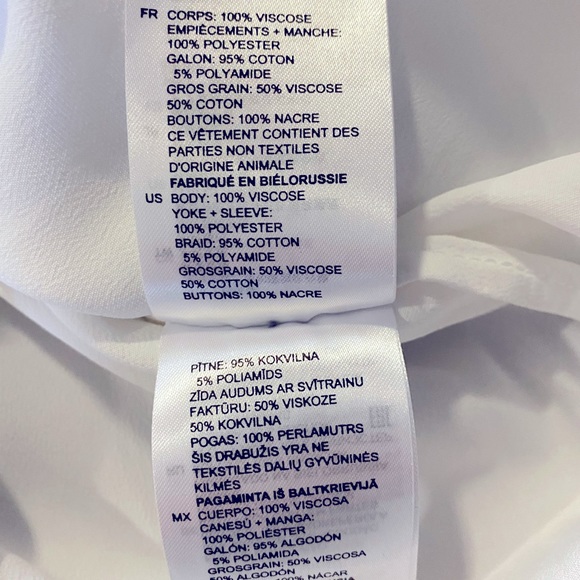 FR CORPS: 100% VISCOSE
EMPIÈCEMENTS + MANCHE:
100% POLYESTER
GALON: 95% COTON
5% POLYAMIDE
GROS GRAIN: 50% VISCOSE
50% COTON
BOUTONS: 100% NACRE
CE VÊTEMENT CONTIENT DES
PARTIES NON TEXTILES
D'ORIGINE ANIMALE
FABRIQUÉ EN BIÉLORUSSIE
US BODY: 100% VISCOSE
YOKE + SLEEVE:
100% POLYESTER
BRAID: 95% COTTON
5% POLYAMIDE
GROSGRAIN: 50% VISCOSE
50% COTTON
BUTTONS: 100% NACRE
PĪTNE: 95% KOKVILNA
5% POLIAMĪDS
ZĪDA AUDUMS AR SVĪTRAINU
FAKTŪRU: 50% VISKOZE
50% KOKVILNA
POGAS: 100% PERLAMUTRS
ŠIS DRABUŽIS YRA NE
TEKSTILĖS DALIŲ GYVŪNINĖS
KILMĖS
PAGAMINTA IŠ BALTKRIEVIJĀ
MX CUERPO: 100% VISCOSA
CANESÚ + MANGA:
100% POLIÉSTER
GALÓN: 95% ALGODÓN
5% POLIAMIDA
GROSGRAIN: 50% VISCOSA
50% ALGODÓN
100% NÁCAR